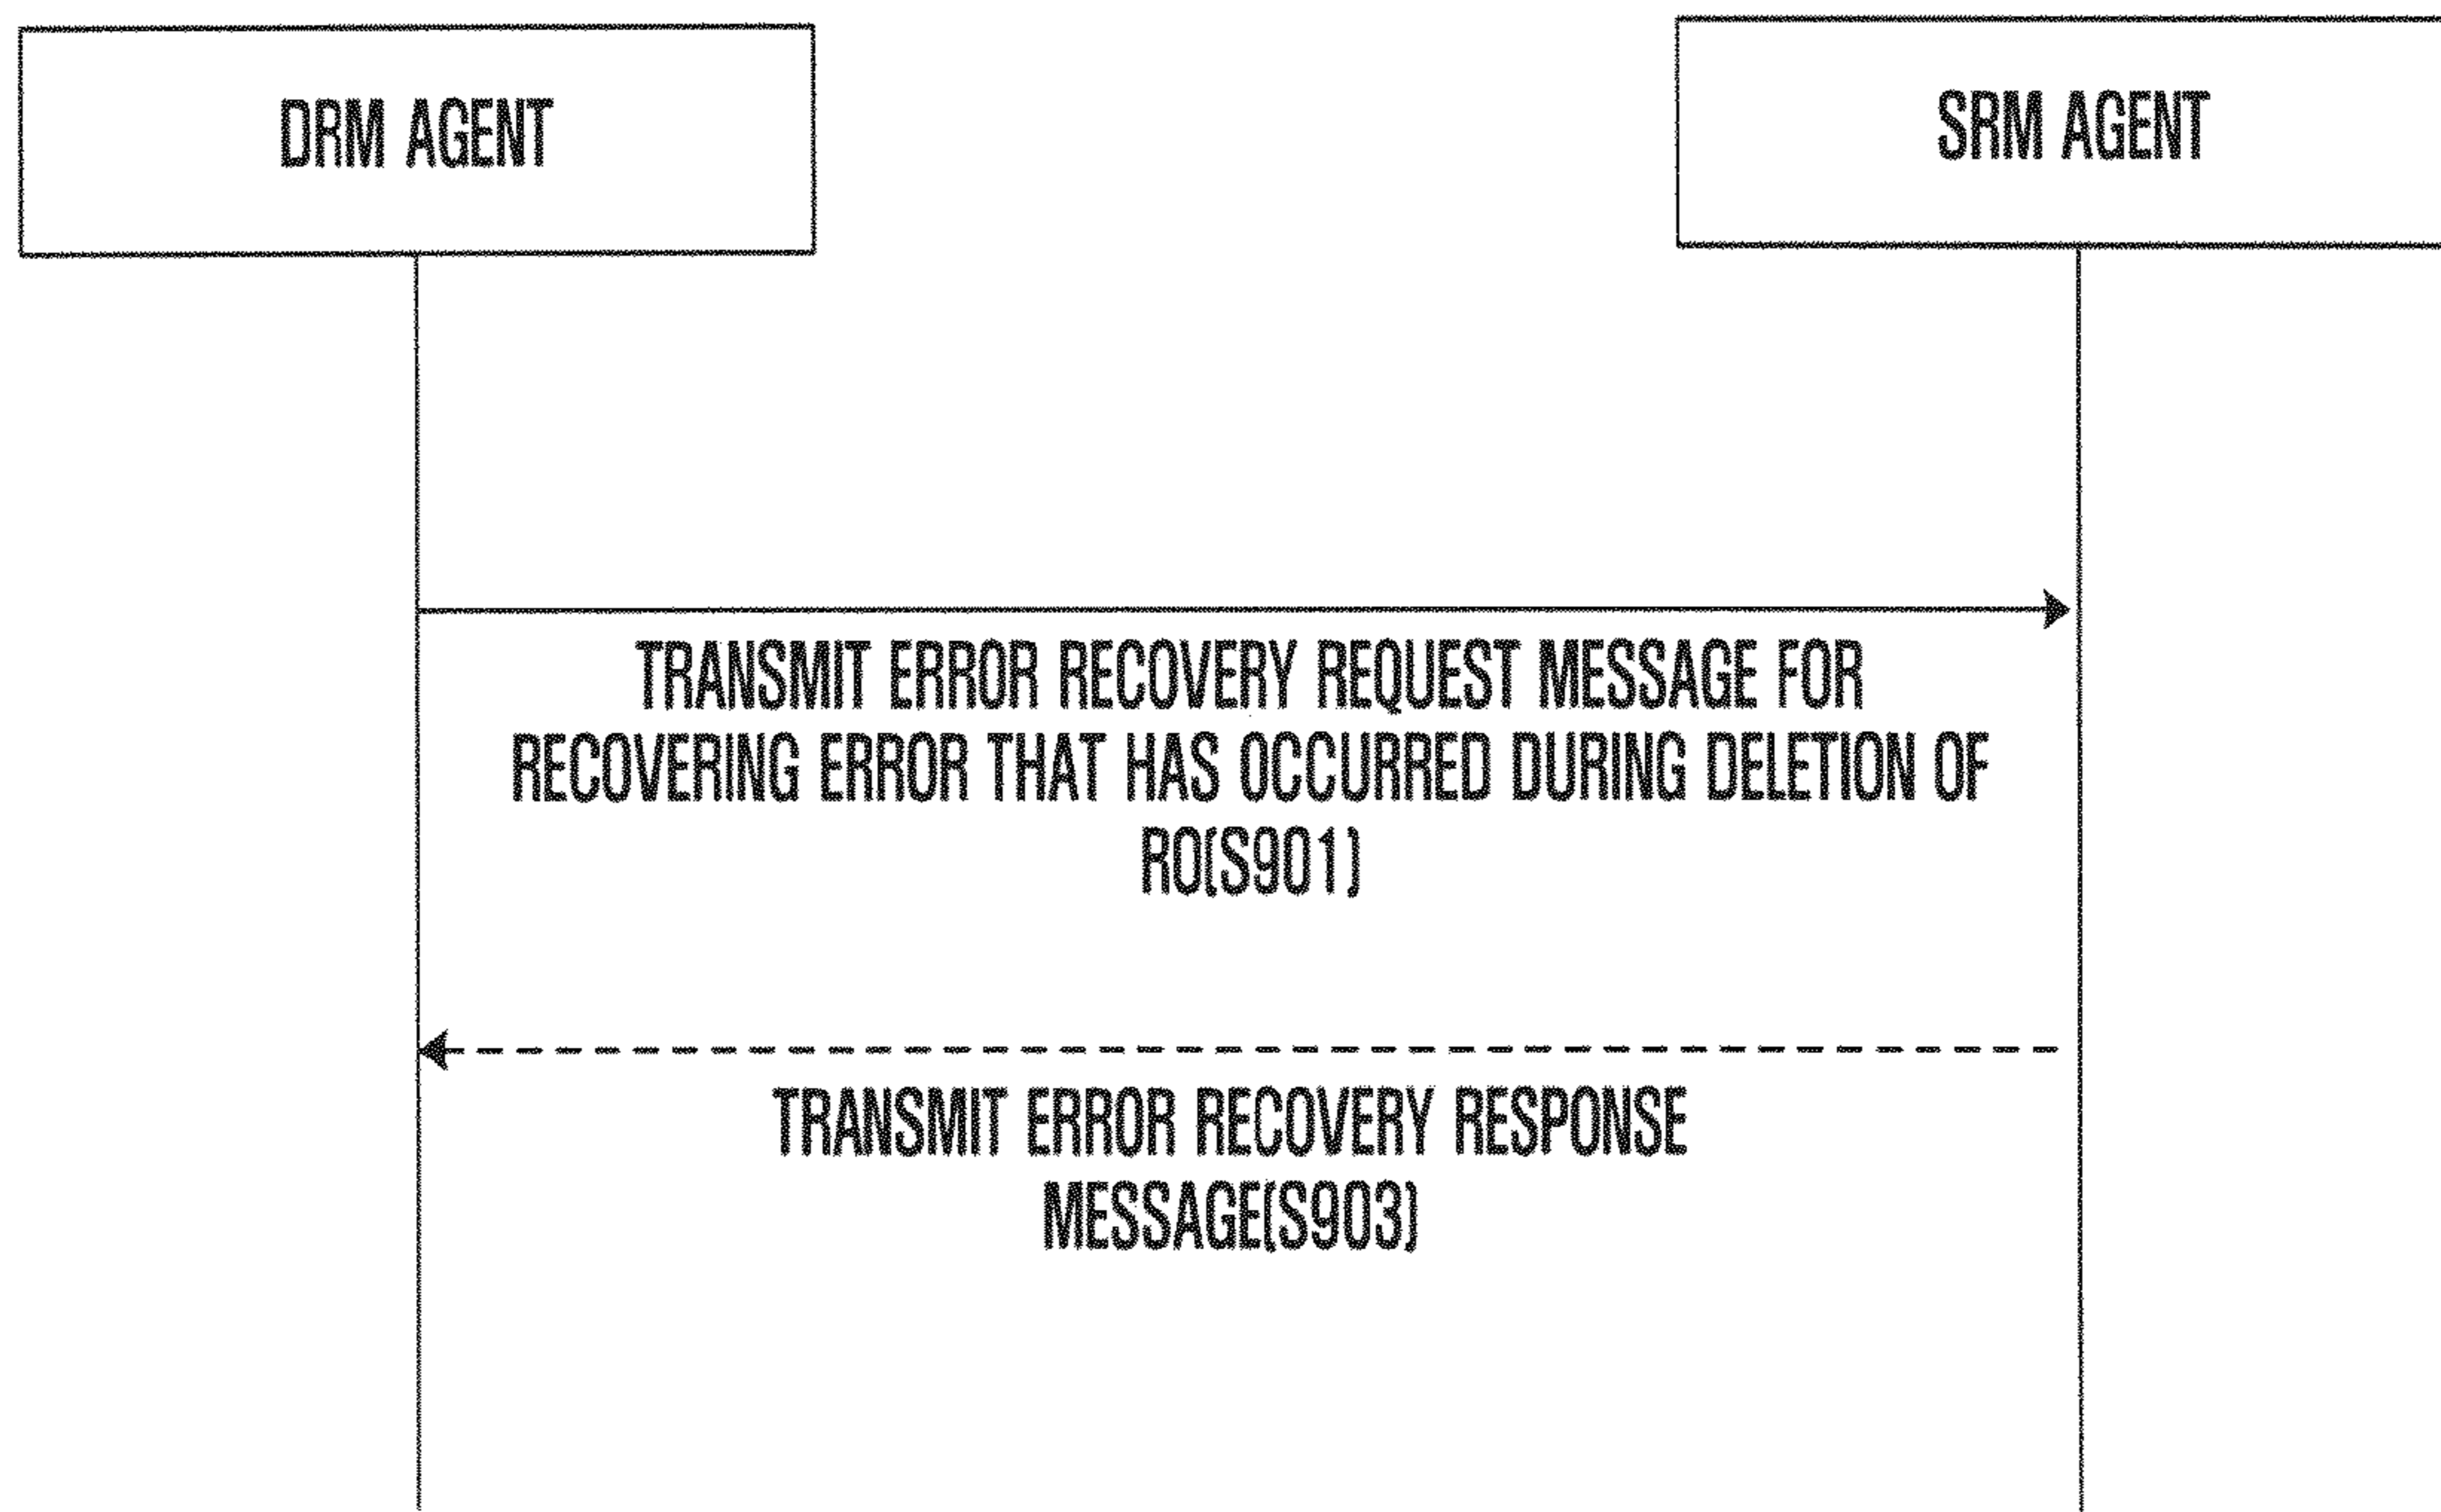 DRM AGENT
SRM AGENT
TRANSMIT ERROR RECOVERY REQUEST MESSAGE FOR
RECOVERING ERROR THAT HAS OCCURRED DURING DELETION OF
RO(S901)
TRANSMIT ERROR RECOVERY RESPONSE
MESSAGE(S903)